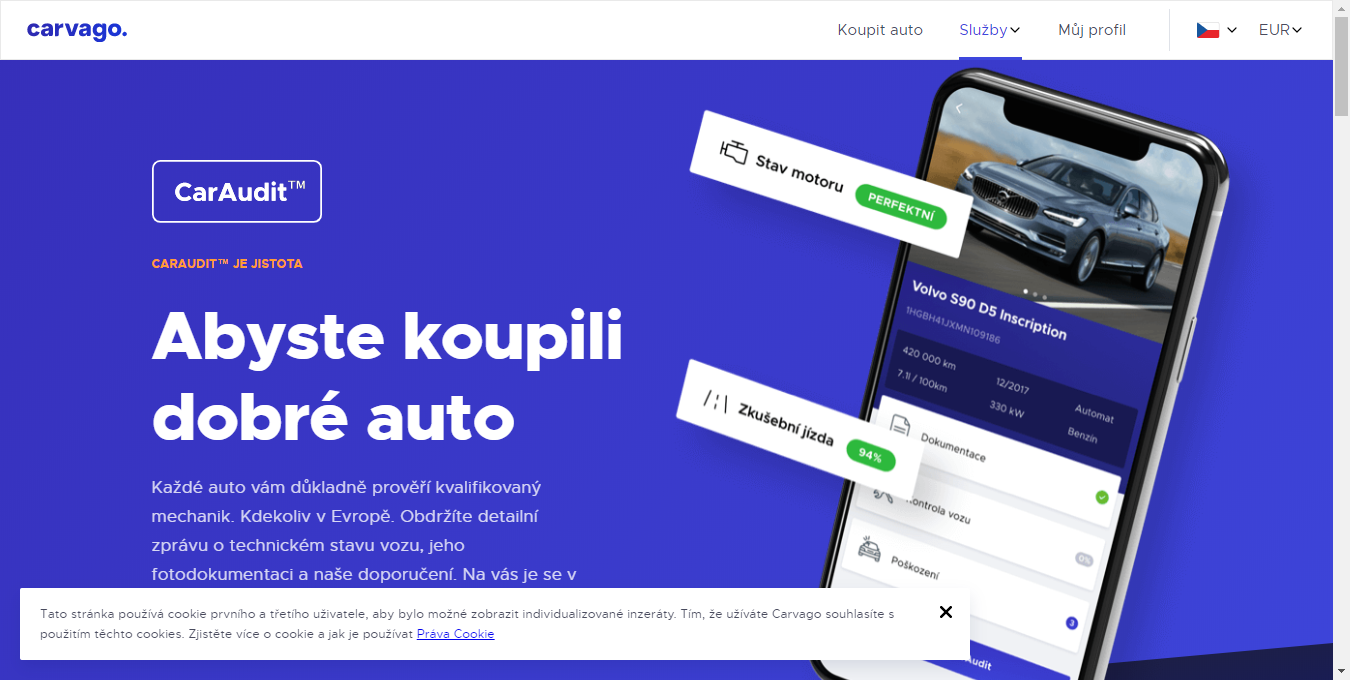 carvago.
Koupit auto
Služby
Můj profil
EUR
CarAudit™
CARAUDIT™ JE JISTOTA
Abyste koupili
dobré auto
Každé auto vám důkladně prověří kvalifikovaný
mechanik. Kdekoliv v Evropě. Obdržíte detailní
zprávu o technickém stavu vozu, jeho
fotodokumentaci a naše doporučení. Na vás je se v
Stav motoru
PERFEKTNÍ
Volvo S90 D5 Inscription
1HGBH41JXMN109186
420 000 km
12/2017
Automat
7.1l / 100km
330 kW
Benzín
Zkušební jízda
94%
Dokumentace
Kontrola vozu
0%
Poškození
3
Audit
Tato stránka používá cookie prvního a třetího uživatele, aby bylo možné zobrazit individualizované inzeráty. Tím, že užíváte Carvago souhlasíte s
použitím těchto cookies. Zjistěte více o cookie a jak je používat Práva Cookie